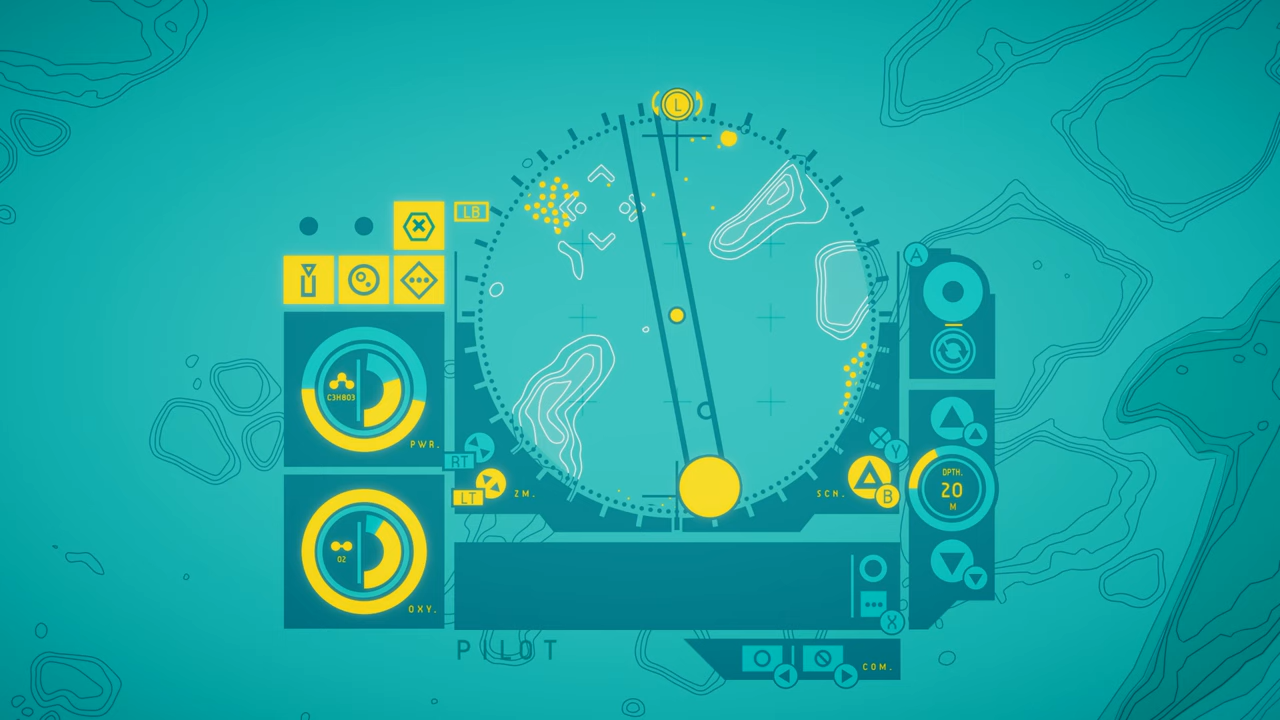 L
LB
A
C3H8O3
PWR.
RT
LT
ZM.
SCN.
Y
B
DPTH.
20
M
O2
OXY.
X
PILOT
COM.